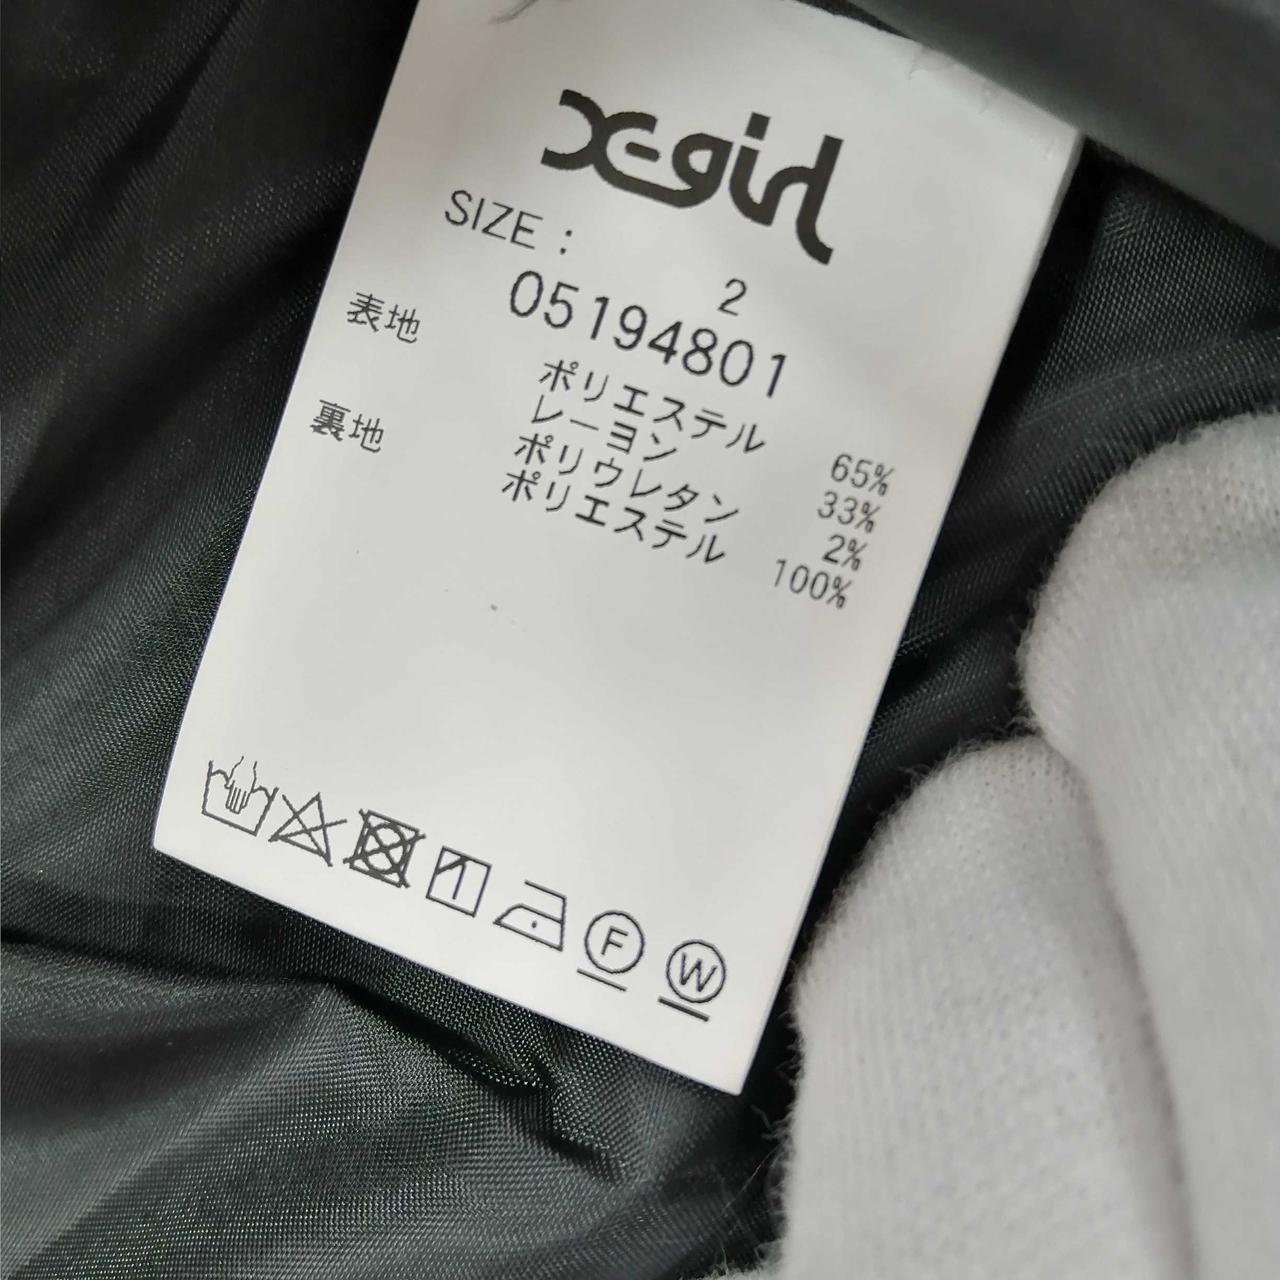 X-girl
SIZE : 2
05194801
表地 ポリエステル 65%
レーヨン 33%
ポリウレタン 2%
裏地 ポリエステル 100%
F W